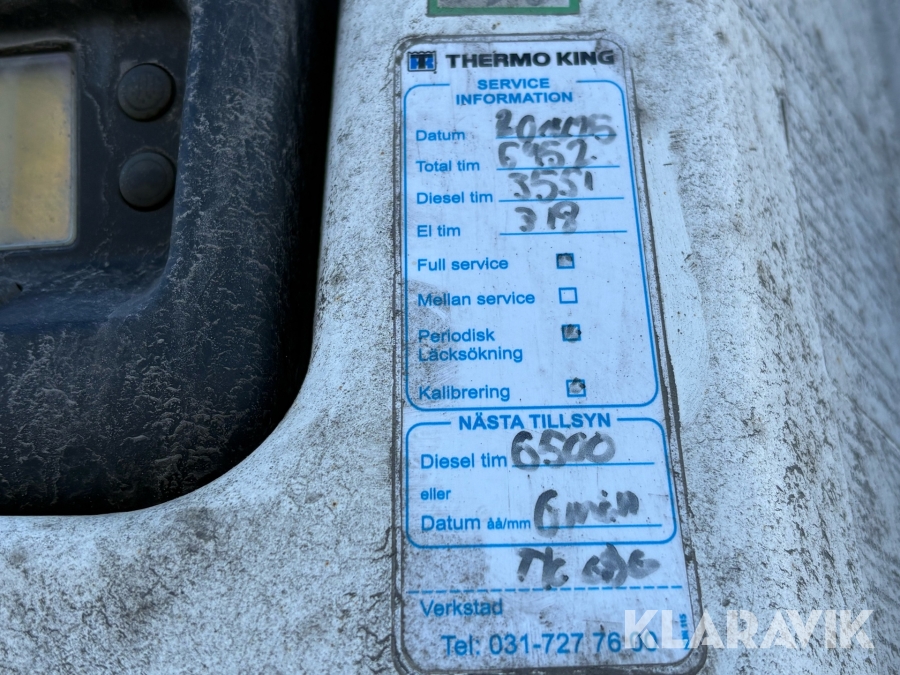 THERMO KING
SERVICE
INFORMATION
Datum
Total tim 6952
Diesel tim 3551
El tim 318
Full service
Mellan service
Periodisk
Läcksökning
Kalibrering
NÄSTA TILLSYN
Diesel tim 6500
eller
Datum åå/mm
Verkstad
Tel: 031-727 76 00
KLARAVIK